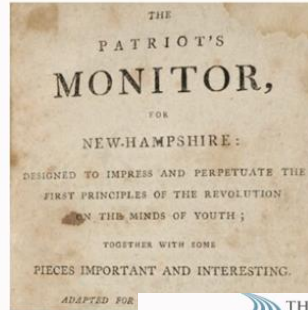 THE
PATRIOT'S
MONITOR,
FOR
NEW-HAMPSHIRE:
DESIGNED TO IMPRESS AND PERPETUATE THE
FIRST PRINCIPLES OF THE REVOLUTION
ON THE MINDS OF YOUTH;
TOGETHER WITH SOME
PIECES IMPORTANT AND INTERESTING.
ADAPTED FOR
TH